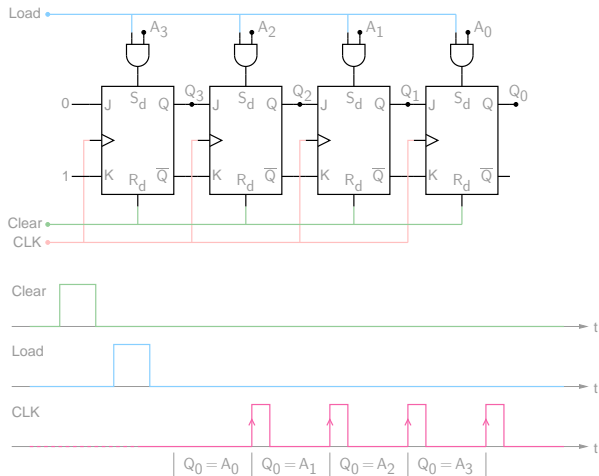 Load
A3 A2 A1 A0
0 J Sd Q Q3 J Sd Q Q2 J Sd Q Q1 J Sd Q Q0
1 K Rd Q̅ K Rd Q̅ K Rd Q̅ K Rd Q̅
Clear
CLK
Clear t
Load t
CLK t
Q0 = A0 Q0 = A1 Q0 = A2 Q0 = A3